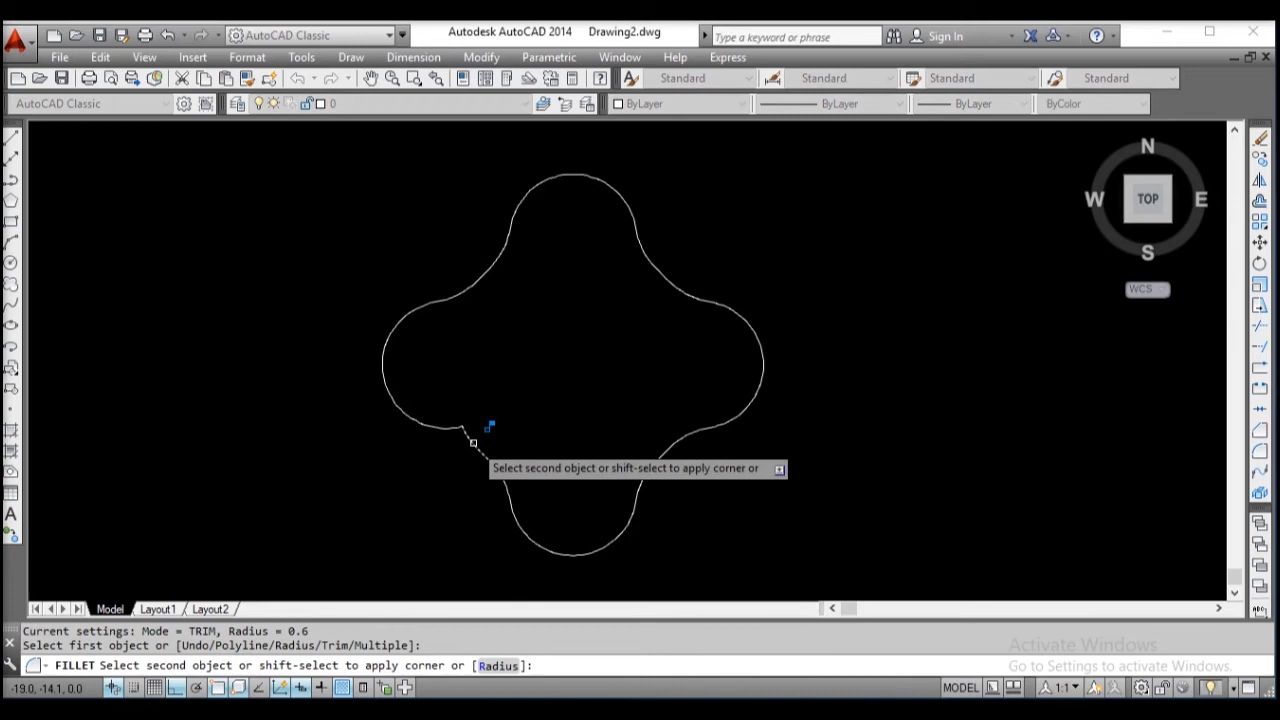 AutoCAD Classic
Autodesk AutoCAD 2014 Drawing2.dwg
Type a keyword or phrase
Sign In
File Edit View Insert Format Tools Draw Dimension Modify Parametric Window Help Express
Standard Standard Standard Standard
AutoCAD Classic 0 ByLayer ByLayer ByLayer ByColor
N
W TOP E
S
WCS
Select second object or shift-select to apply corner or
Model Layout1 Layout2
Current settings: Mode = TRIM, Radius = 0.6
Select first object or [Undo/Polyline/Radius/Trim/Multiple]:
FILLET Select second object or shift-select to apply corner or [Radius]:
Activate Windows
Go to Settings to activate Windows.
-19.0, -14.1, 0.0 MODEL 1:1